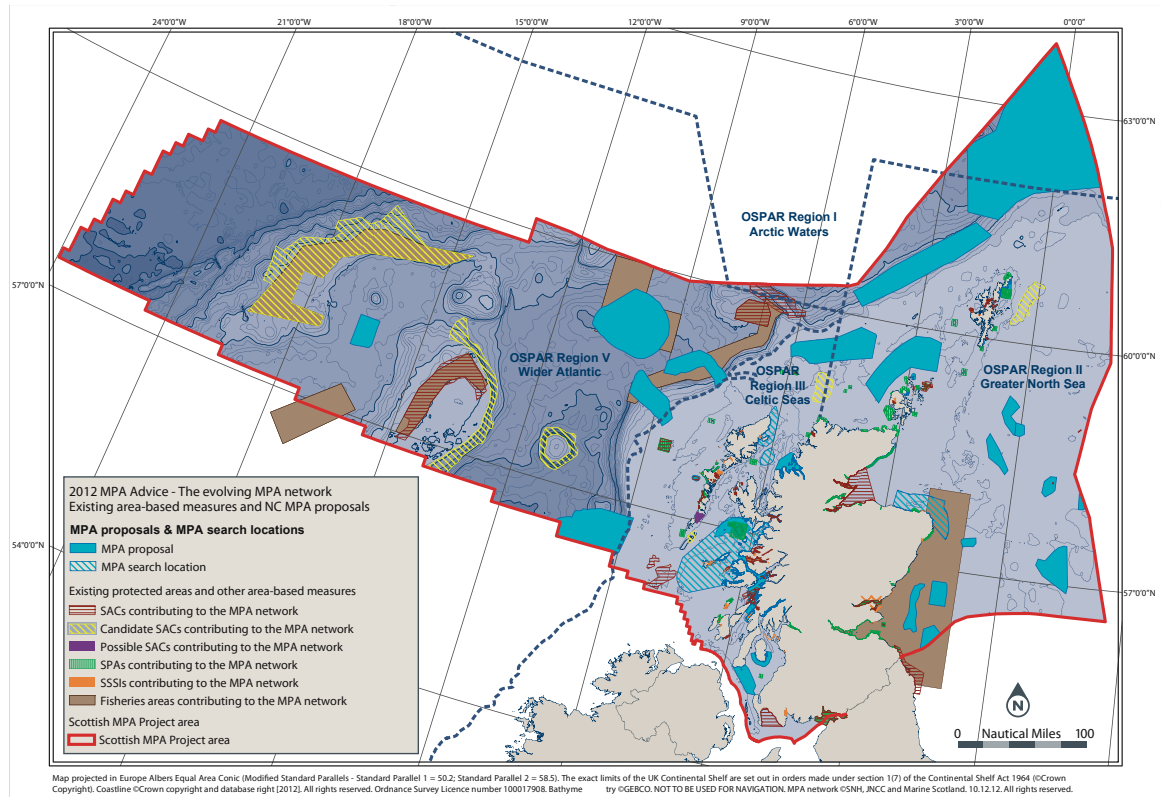 24°0'0"W
21°0'0"W
18°0'0"W
15°0'0"W
12°0'0"W
9°0'0"W
6°0'0"W
3°0'0"W
0°0'0"
63°0'0"N
OSPAR Region I
Arctic Waters
57°0'0"N
60°0'0"N
OSPAR Region V
Wider Atlantic
OSPAR
Region III
Celtic Seas
OSPAR Region II
Greater North Sea
54°0'0"N
57°0'0"N
2012 MPA Advice - The evolving MPA network
Existing area-based measures and NC MPA proposals
MPA proposals & MPA search locations
MPA proposal
MPA search location
Existing protected areas and other area-based measures
SACs contributing to the MPA network
Candidate SACs contributing to the MPA network
Possible SACs contributing to the MPA network
SPAs contributing to the MPA network
SSSIs contributing to the MPA network
Fisheries areas contributing to the MPA network
Scottish MPA Project area
Scottish MPA Project area
N
0 Nautical Miles 100
Map projected in Europe Albers Equal Area Conic (Modified Standard Parallels - Standard Parallel 1 = 50.2; Standard Parallel 2 = 58.5). The exact limits of the UK Continental Shelf are set out in orders made under section 1(7) of the Continental Shelf Act 1964 (©Crown
Copyright). Coastline ©Crown copyright and database right [2012]. All rights reserved. Ordnance Survey Licence number 100017908. Bathyme try ©GEBCO. NOT TO BE USED FOR NAVIGATION. MPA network ©SNH, JNCC and Marine Scotland. 10.12.12. All rights reserved.